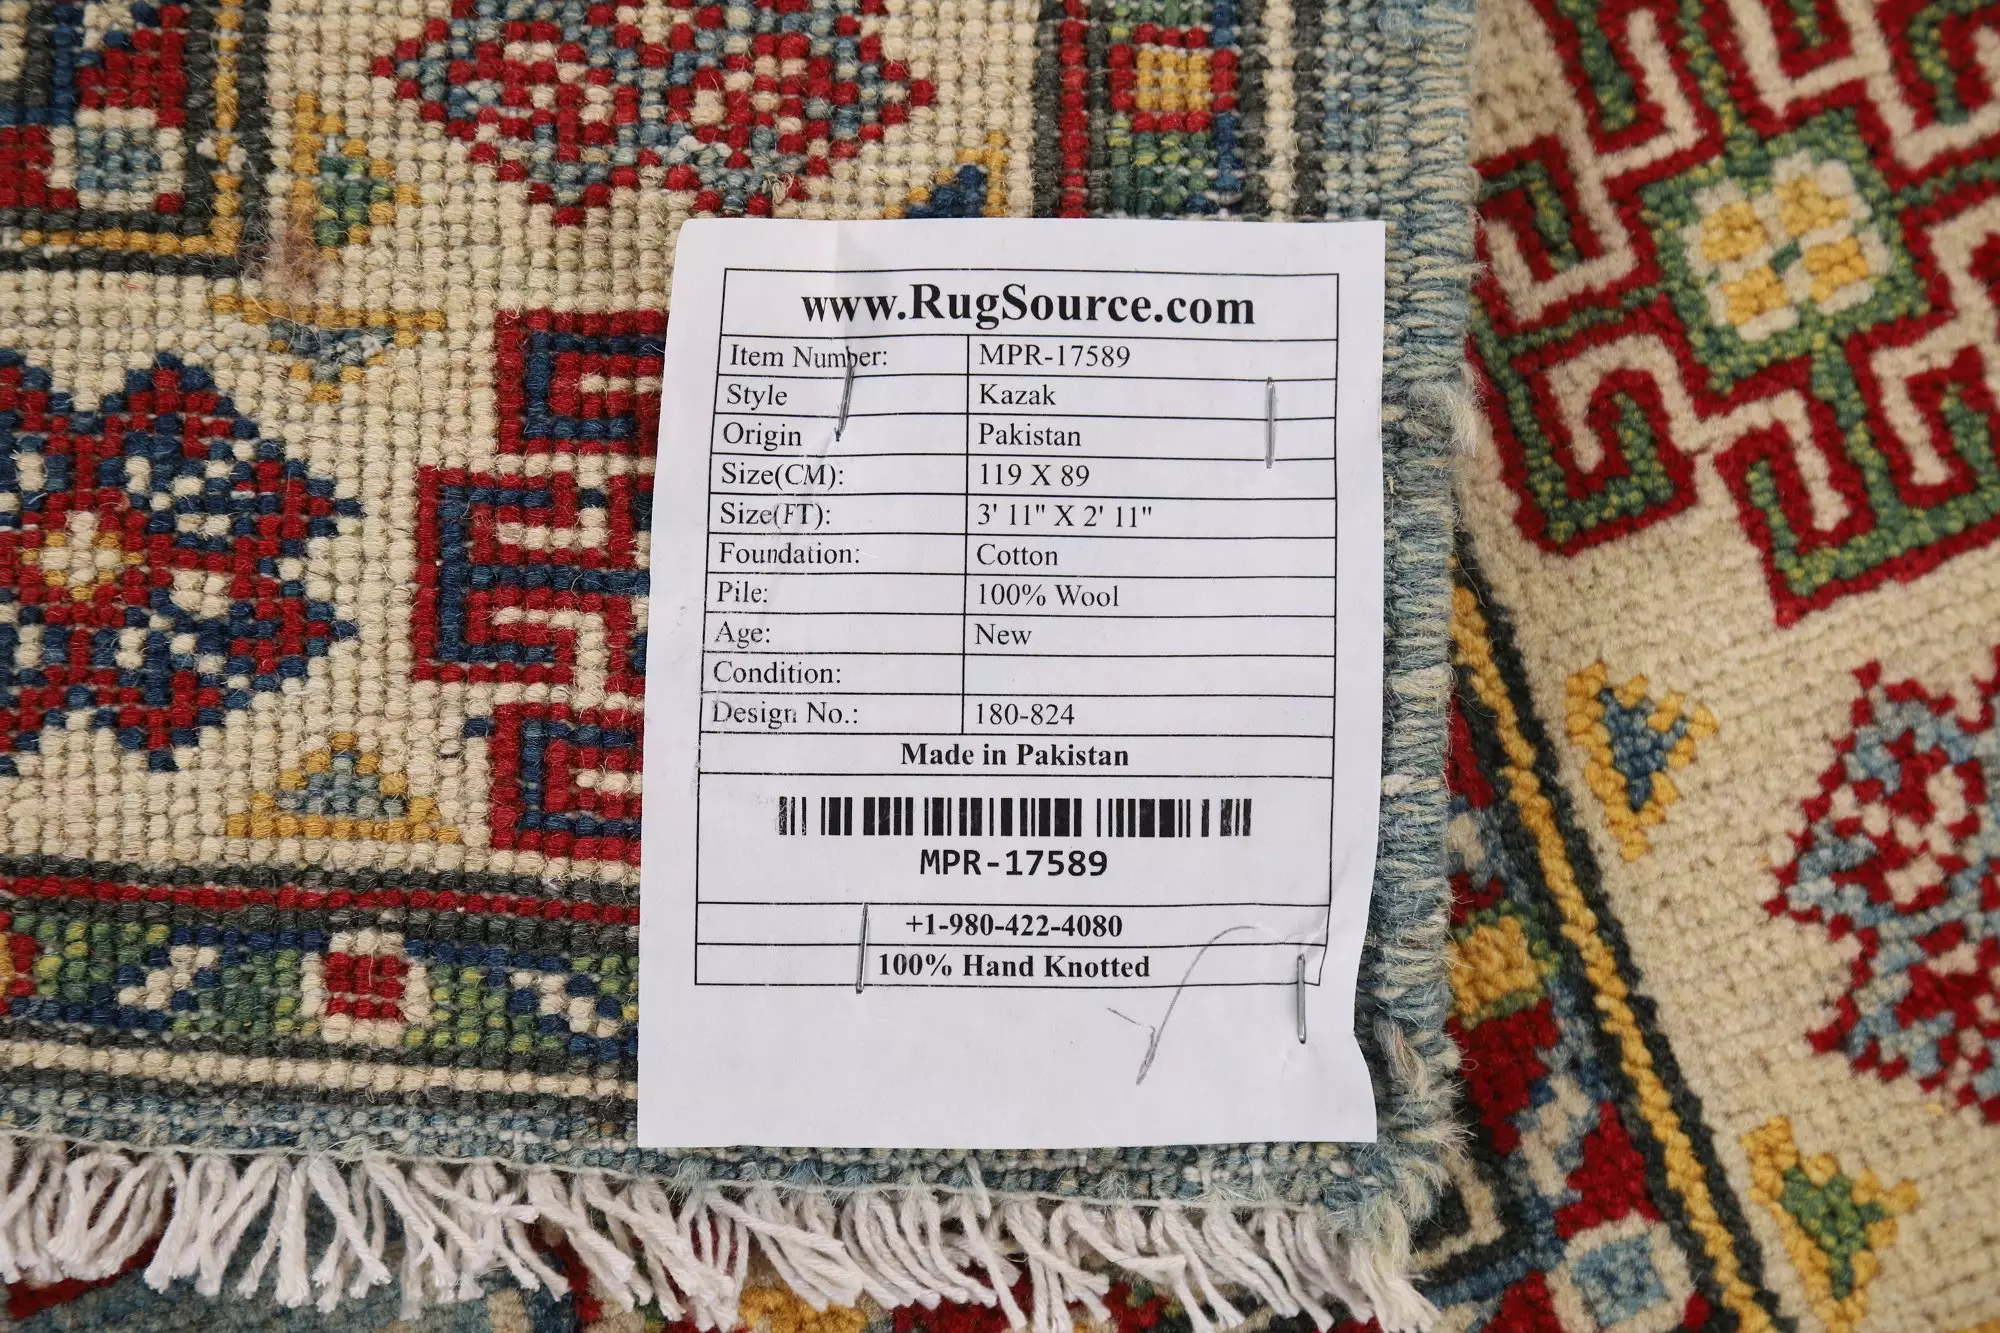 www.RugSource.com
Item Number: MPR-17589
Style Kazak
Origin Pakistan
Size(CM): 119 X 89
Size(FT): 3' 11" X 2' 11"
Foundation: Cotton
Pile: 100% Wool
Age: New
Condition:
Design No.: 180-824
Made in Pakistan
MPR-17589
+1-980-422-4080
100% Hand Knotted